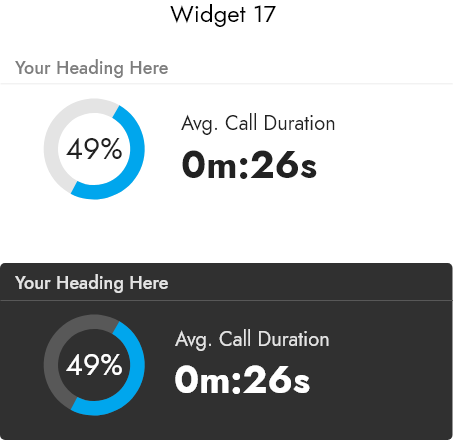 Widget 17
Your Heading Here
49%
Avg. Call Duration
0m:26s
Your Heading Here
49%
Avg. Call Duration
0m:26s